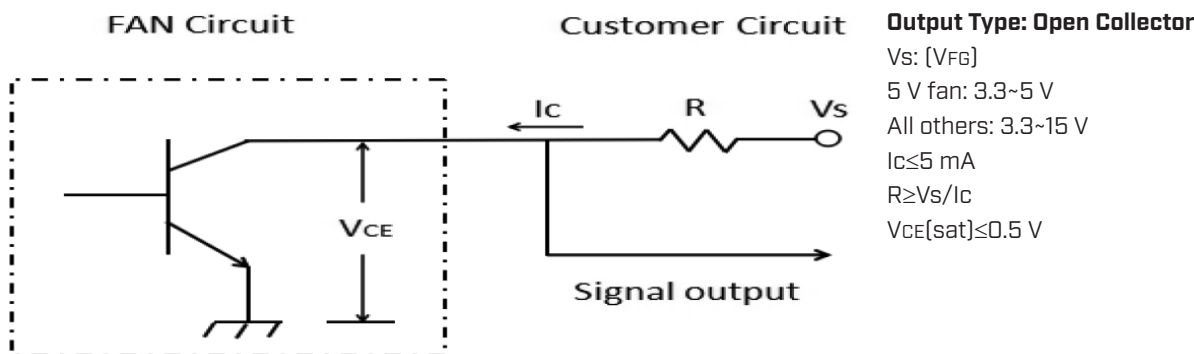 FAN Circuit
Customer Circuit
Ic
R
Vs
VCE
Signal output
Output Type: Open Collector
Vs: (VFG)
5 V fan: 3.3~5 V
All others: 3.3~15 V
Ic≤5 mA
R≥Vs/Ic
VCE(sat)≤0.5 V